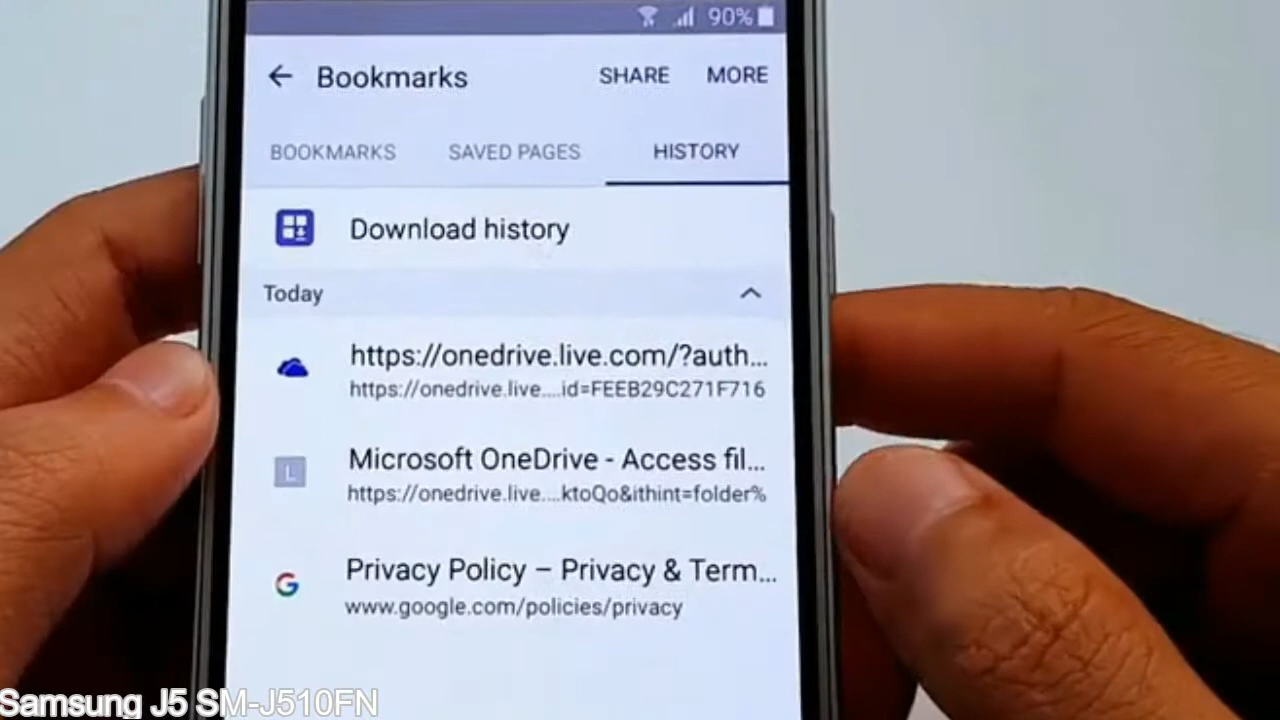 90%
Bookmarks SHARE MORE
BOOKMARKS SAVED PAGES HISTORY
Download history
Today
https://onedrive.live.com/?auth...
https://onedrive.live....id=FEEB29C271F716
L
Microsoft OneDrive - Access fil...
https://onedrive.live....ktoQo&ithint=folder%
G
Privacy Policy – Privacy & Term...
www.google.com/policies/privacy
Samsung J5 SM-J510FN